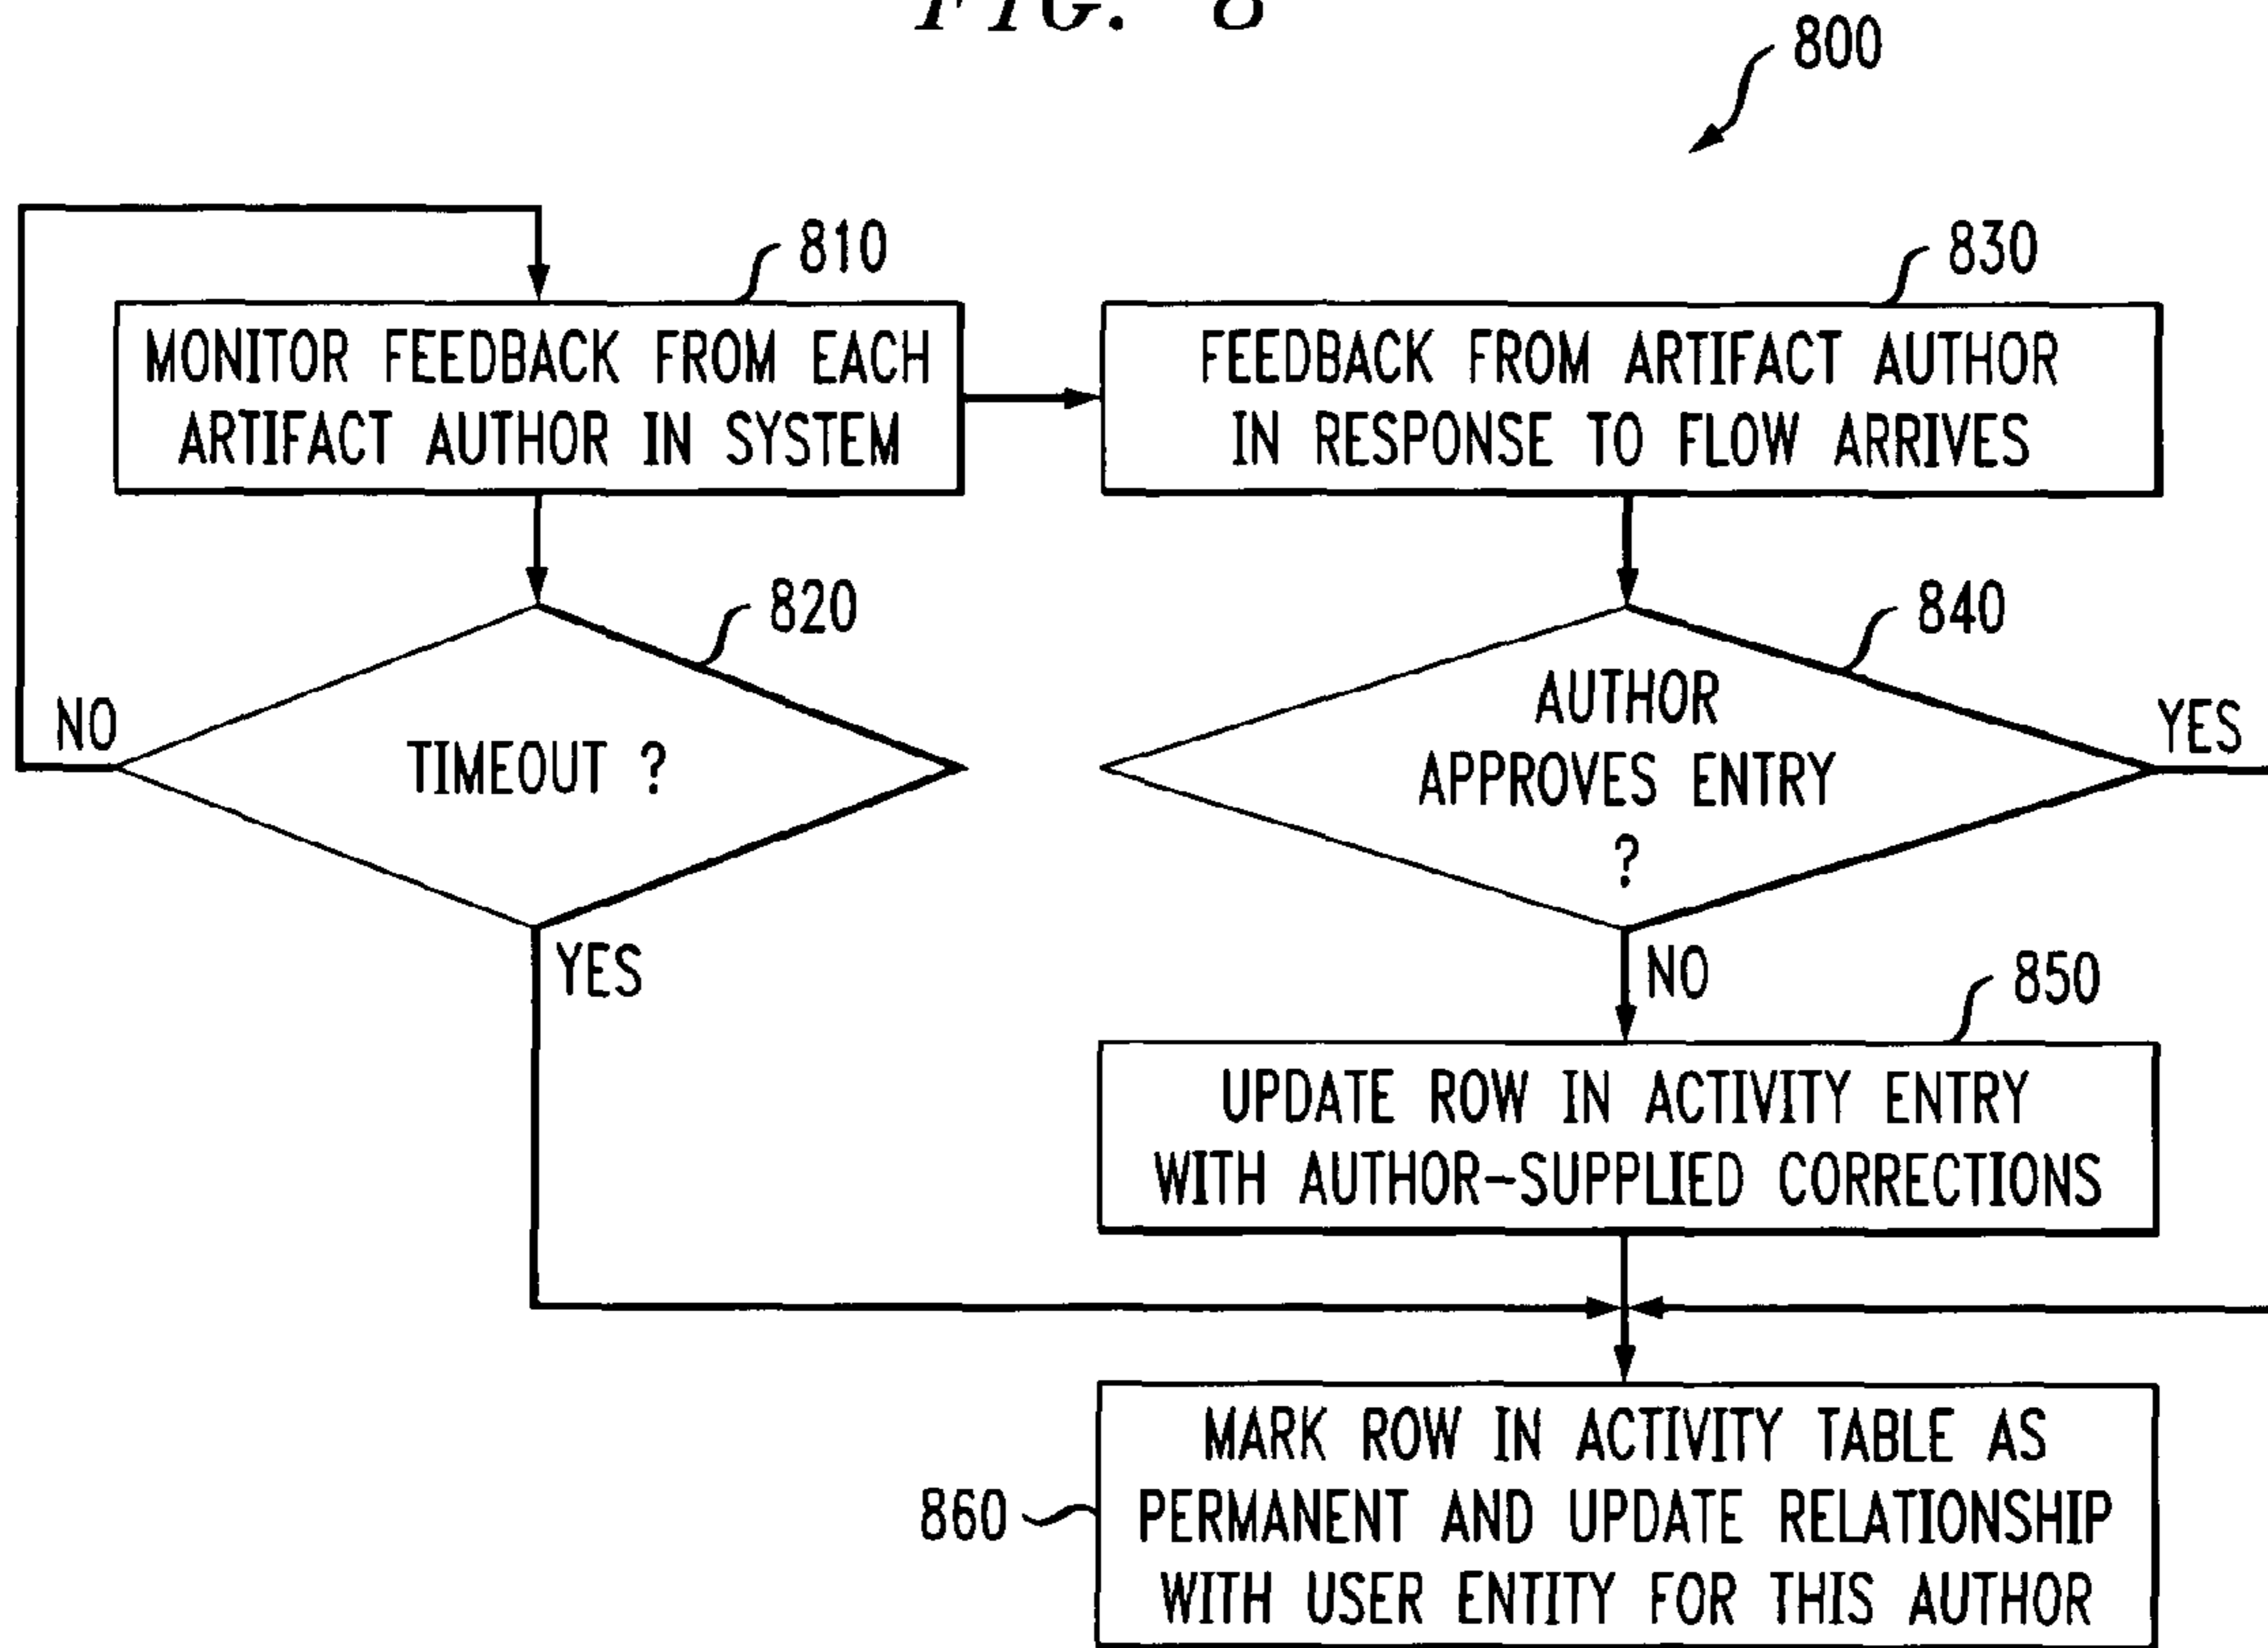 FIG. 8
800
810
MONITOR FEEDBACK FROM EACH
ARTIFACT AUTHOR IN SYSTEM
830
FEEDBACK FROM ARTIFACT AUTHOR
IN RESPONSE TO FLOW ARRIVES
820
TIMEOUT ?
NO
YES
840
AUTHOR
APPROVES ENTRY
?
YES
NO
850
UPDATE ROW IN ACTIVITY ENTRY
WITH AUTHOR-SUPPLIED CORRECTIONS
860
MARK ROW IN ACTIVITY TABLE AS
PERMANENT AND UPDATE RELATIONSHIP
WITH USER ENTITY FOR THIS AUTHOR